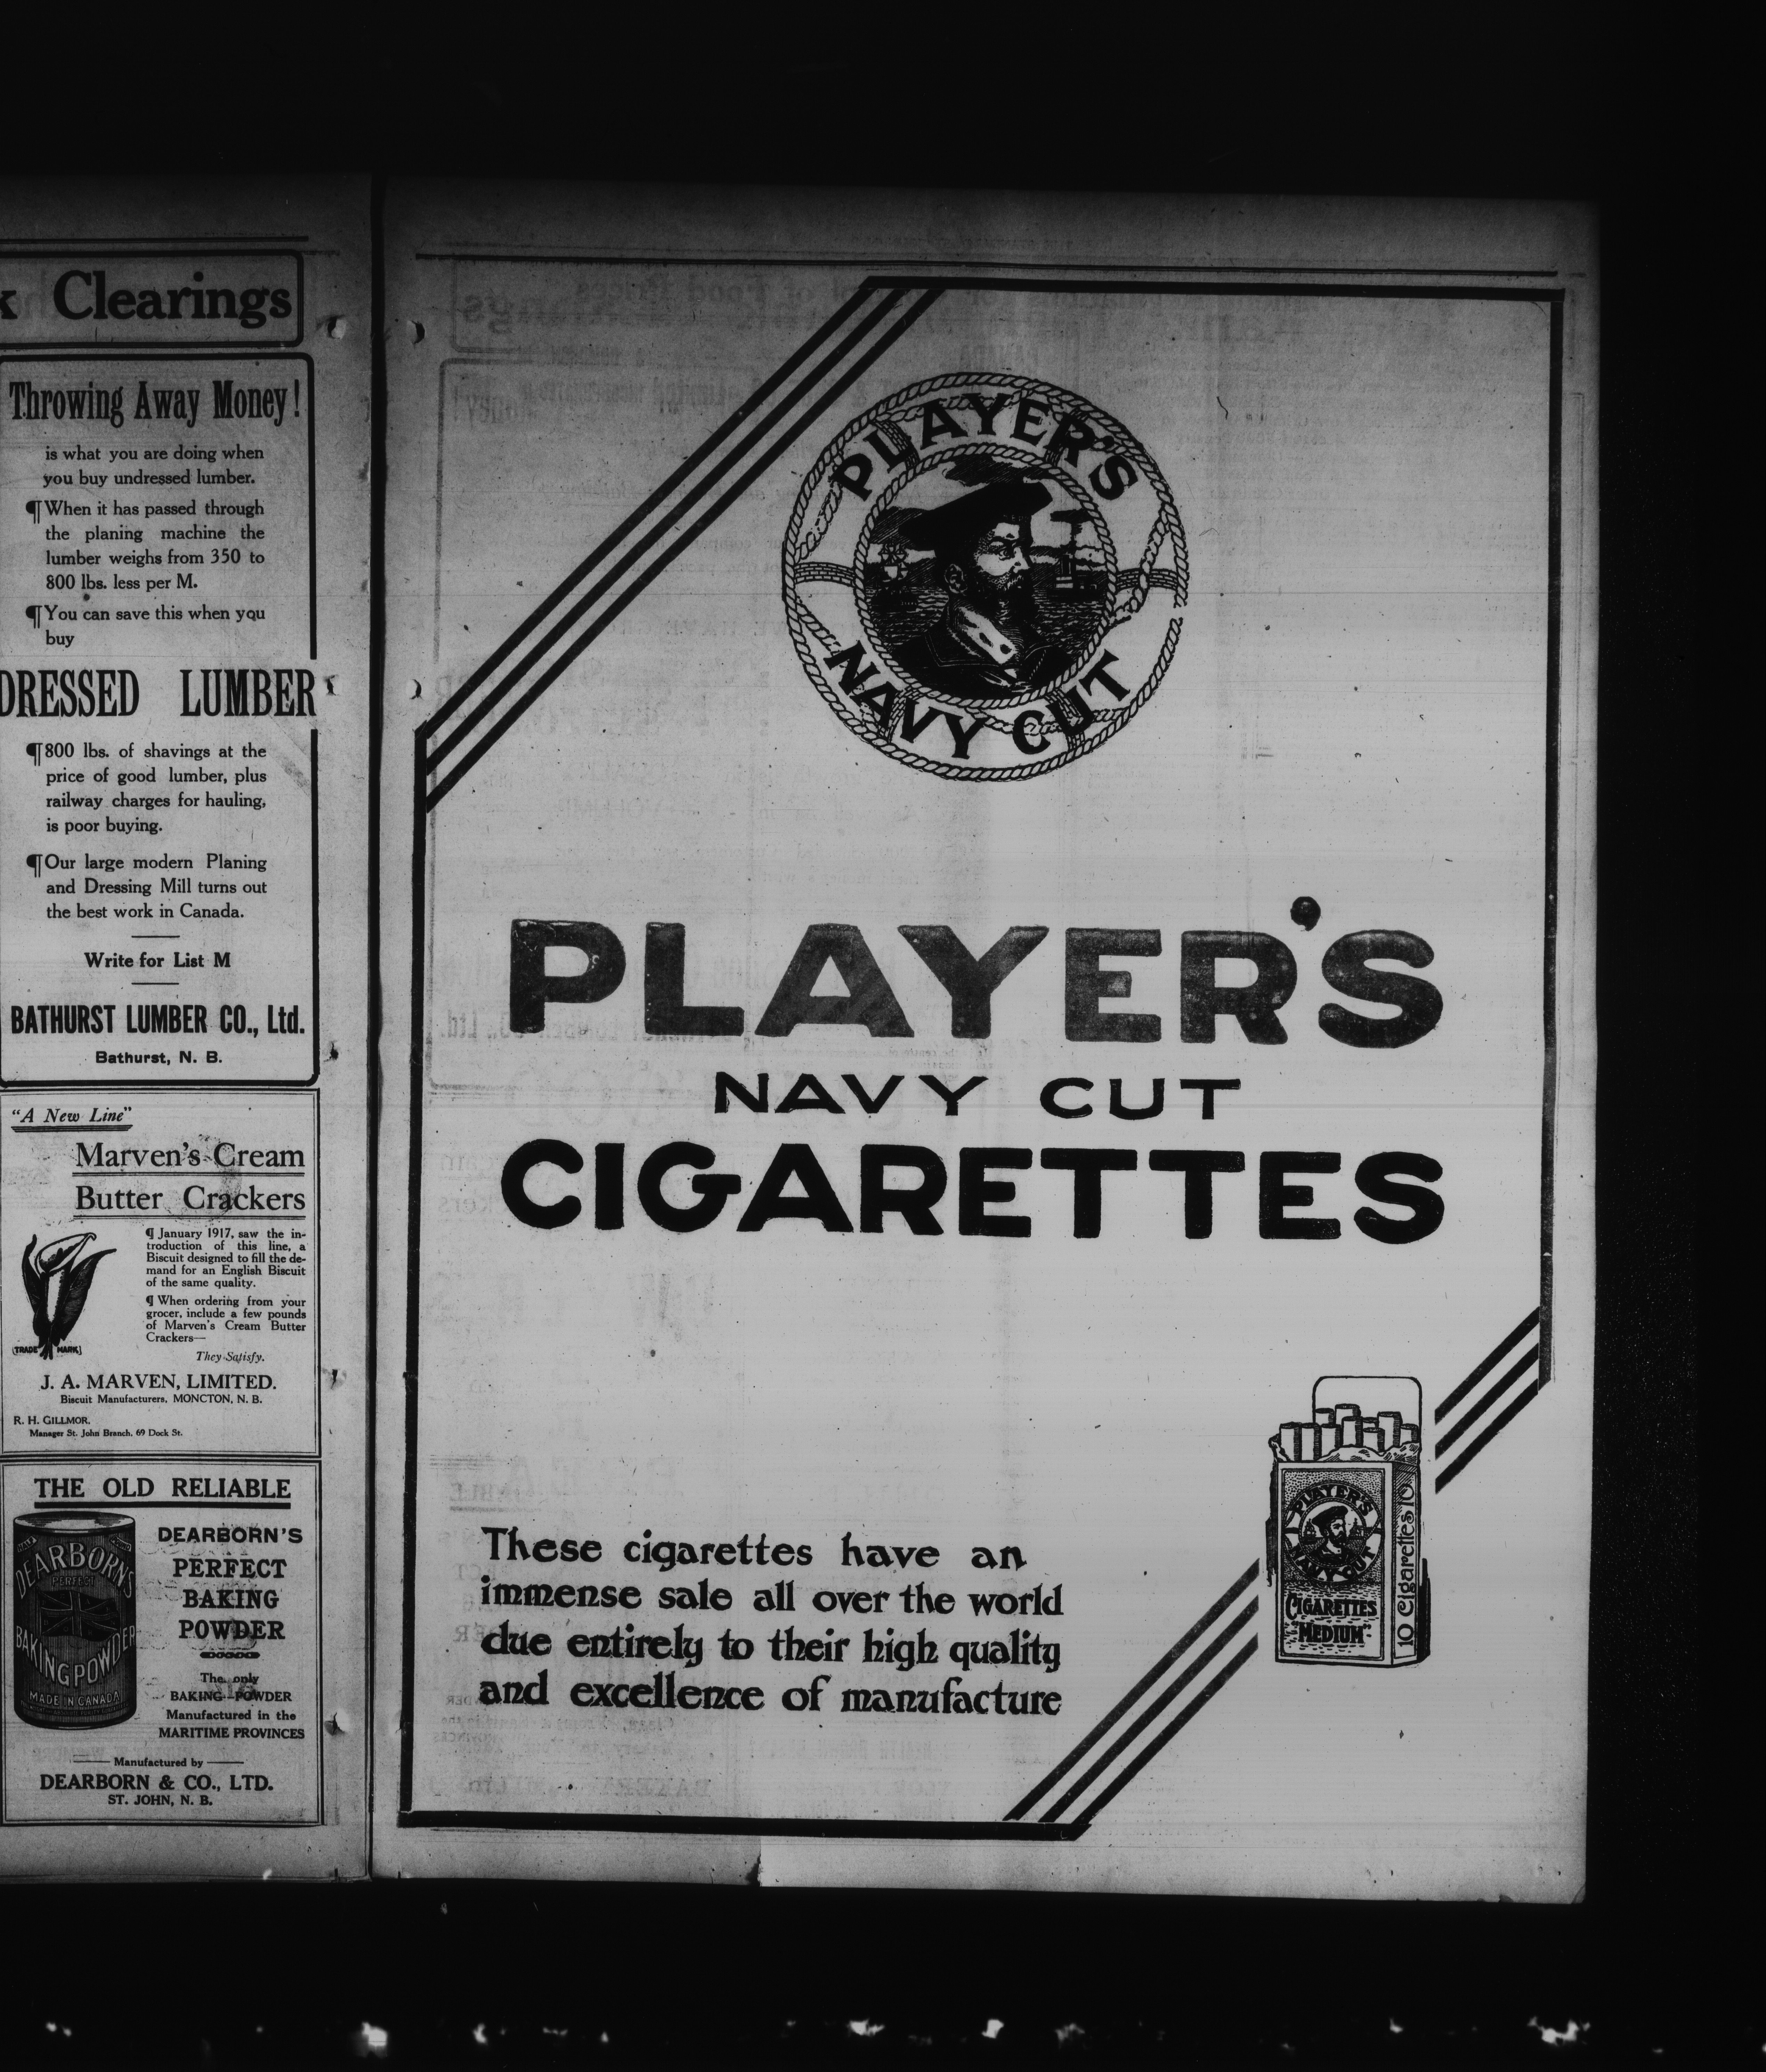 Clearings
Throwing Away Money!
is what you are doing when
you buy undressed lumber.
¶When it has passed through
the planing machine the
lumber weighs from 350 to
800 lbs. less per M.
¶You can save this when you
buy
DRESSED LUMBER
¶800 lbs. of shavings at the
price of good lumber, plus
railway charges for hauling,
is poor buying.
¶Our large modern Planing
and Dressing Mill turns out
the best work in Canada.
Write for List M
BATHURST LUMBER CO., Ltd.
Bathurst, N. B.
"A New Line"
Marven's Cream
Butter Crackers
¶ January 1917, saw the in-
troduction of this line, a
Biscuit designed to fill the de-
mand for an English Biscuit
of the same quality.
¶ When ordering from your
grocer, include a few pounds
of Marven's Cream Butter
Crackers—
They Satisfy.
(TRADE MARK)
J. A. MARVEN, LIMITED.
Biscuit Manufacturers, MONCTON, N. B.
R. H. GILLMOR,
Manager St. John Branch, 69 Dock St.
THE OLD RELIABLE
DEARBORN'S
PERFECT
BAKING POWDER
MADE IN CANADA
DEARBORN'S
PERFECT
BAKING
POWDER
The only
BAKING POWDER
Manufactured in the
MARITIME PROVINCES
Manufactured by
DEARBORN & CO., LTD.
ST. JOHN, N. B.
PLAYER'S
NAVY CUT
PLAYER'S
NAVY CUT
CIGARETTES
These cigarettes have an
immense sale all over the world
due entirely to their high quality
and excellence of manufacture
PLAYER'S
NAVY CUT
CIGARETTES
"MEDIUM"
10 Cigarettes 10